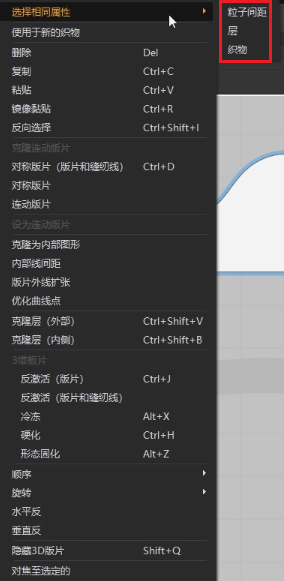 选择相同属性
粒子间距
层
织物
使用于新的织物
删除 Del
复制 Ctrl+C
粘贴 Ctrl+V
镜像黏贴 Ctrl+R
反向选择 Ctrl+Shift+I
克隆连动版片
对称版片（版片和缝纫线） Ctrl+D
对称版片
连动版片
设为连动版片
克隆为内部图形
内部线间距
版片外线扩张
优化曲线点
克隆层（外部） Ctrl+Shift+V
克隆层（内侧） Ctrl+Shift+B
3维板片
反激活（版片） Ctrl+J
反激活（版片和缝纫线）
冷冻 Alt+X
硬化 Ctrl+H
形态固化 Alt+Z
顺序
旋转
水平反
垂直反
隐藏3D版片 Shift+Q
对焦至选定的